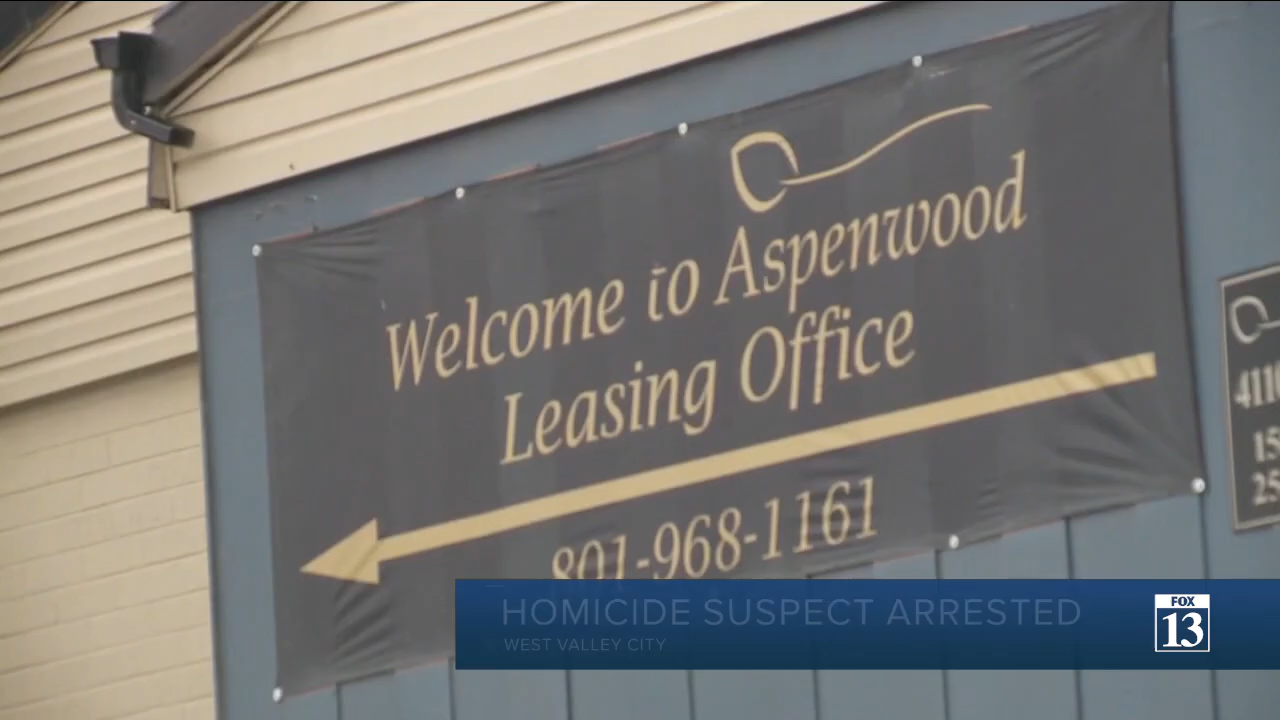 Welcome to Aspenwood
Leasing Office
801-968-1161
HOMICIDE SUSPECT ARRESTED
WEST VALLEY CITY
FOX
13